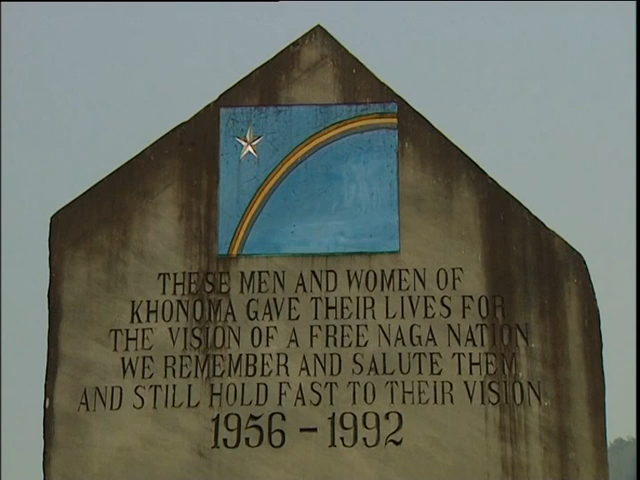 THESE MEN AND WOMEN OF
KHONOMA GAVE THEIR LIVES FOR
THE VISION OF A FREE NAGA NATION
WE REMEMBER AND SALUTE THEM
AND STILL HOLD FAST TO THEIR VISION.
1956 - 1992